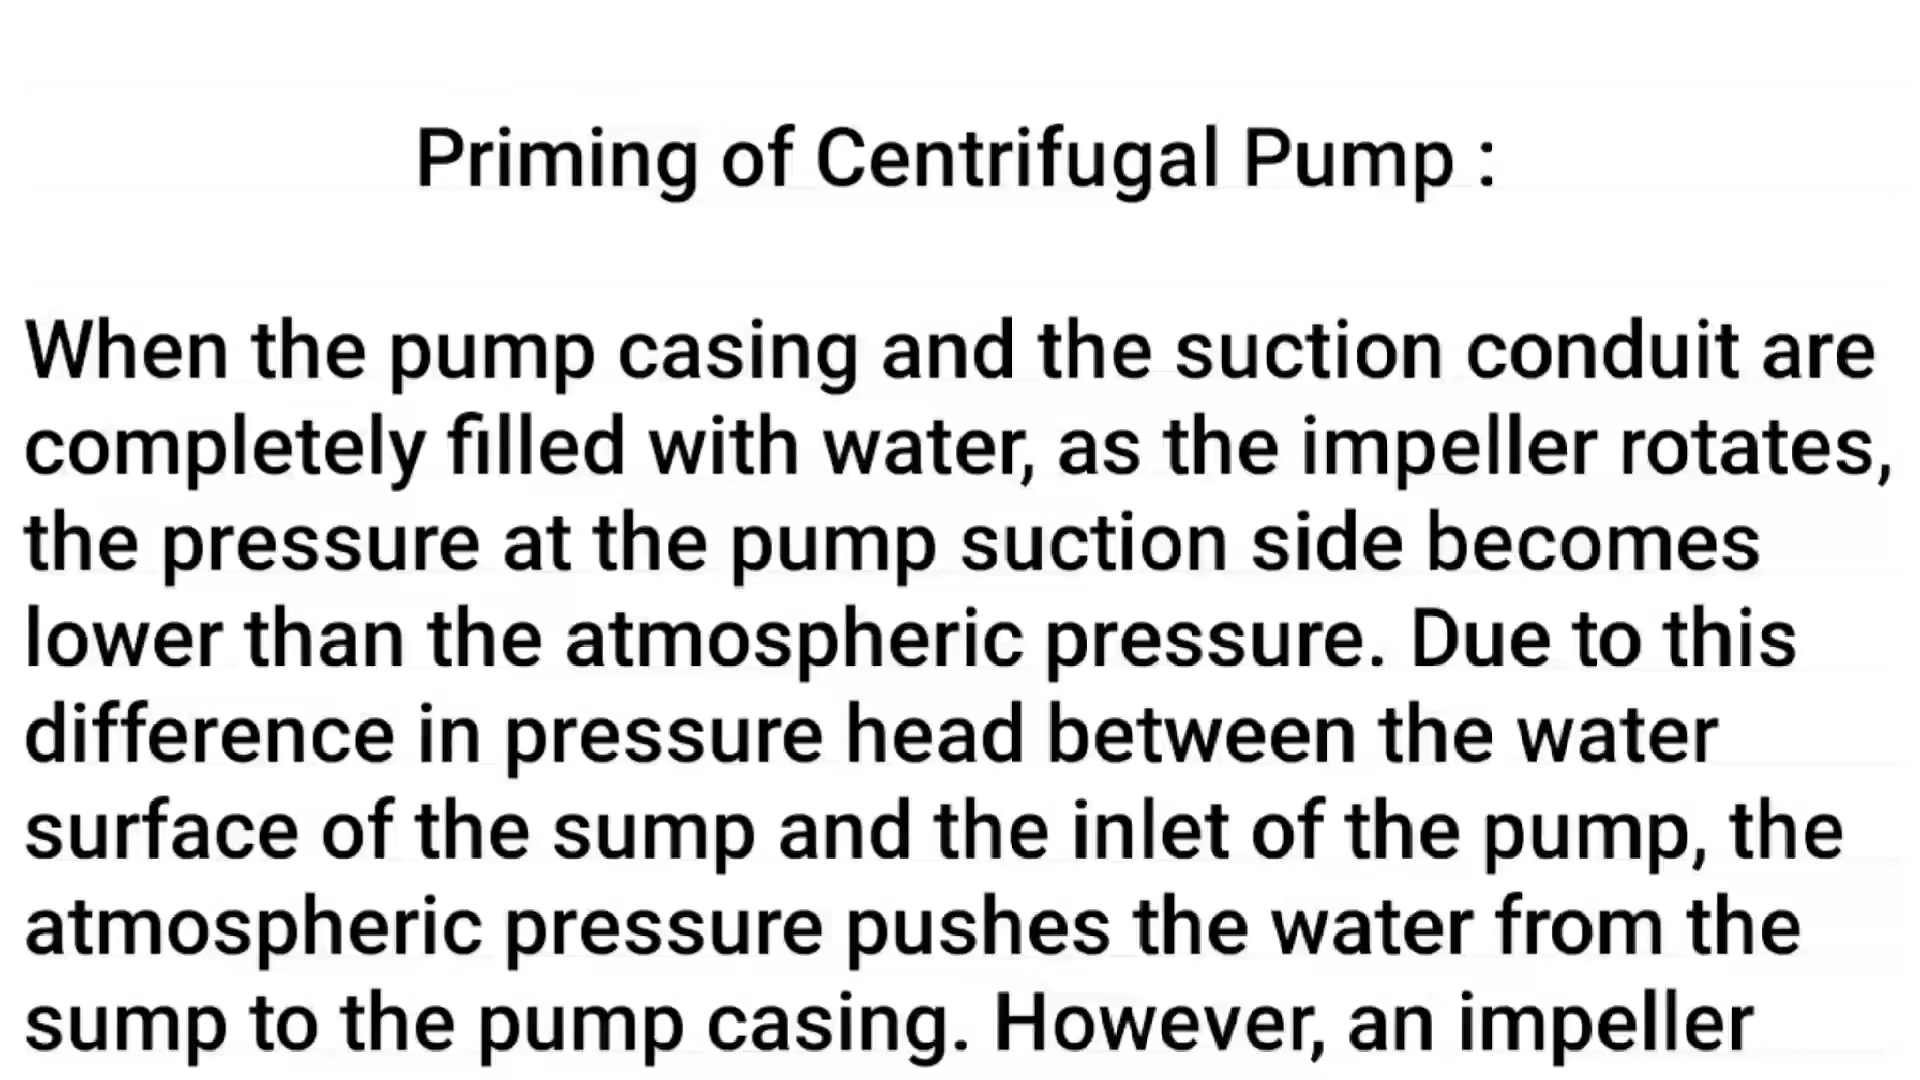 Priming of Centrifugal Pump :
When the pump casing and the suction conduit are
completely filled with water, as the impeller rotates,
the pressure at the pump suction side becomes
lower than the atmospheric pressure. Due to this
difference in pressure head between the water
surface of the sump and the inlet of the pump, the
atmospheric pressure pushes the water from the
sump to the pump casing. However, an impeller